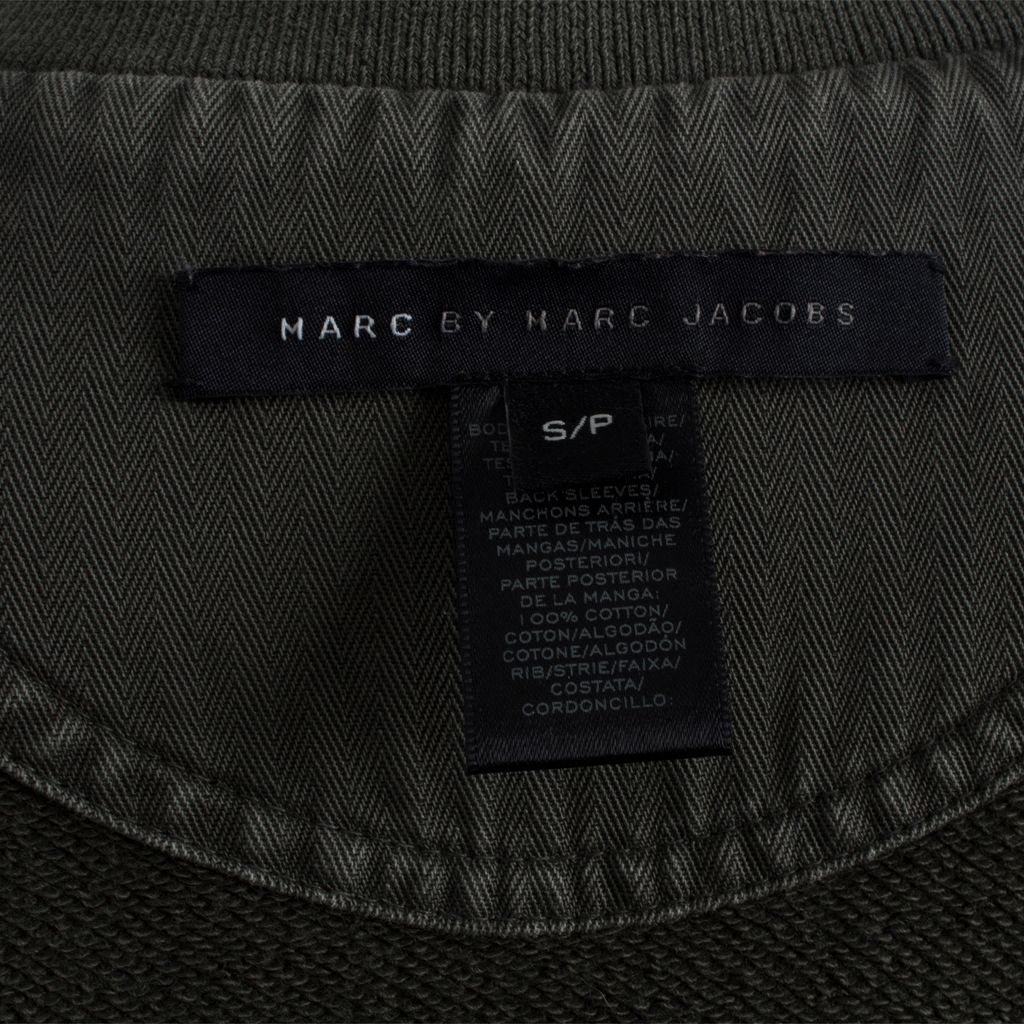 MARC BY MARC JACOBS
S/P
BACK SLEEVES/
MANCHONS ARRIERE/
PARTE DE TRÁS DAS
MANGAS/MANICHE
POSTERIORI/
PARTE POSTERIOR
DE LA MANGA:
100% COTTON/
COTON/ALGODÃO/
COTONE/ALGODÓN
RIB/STRIE/FAIXA/
COSTATA/
CORDONCILLO: